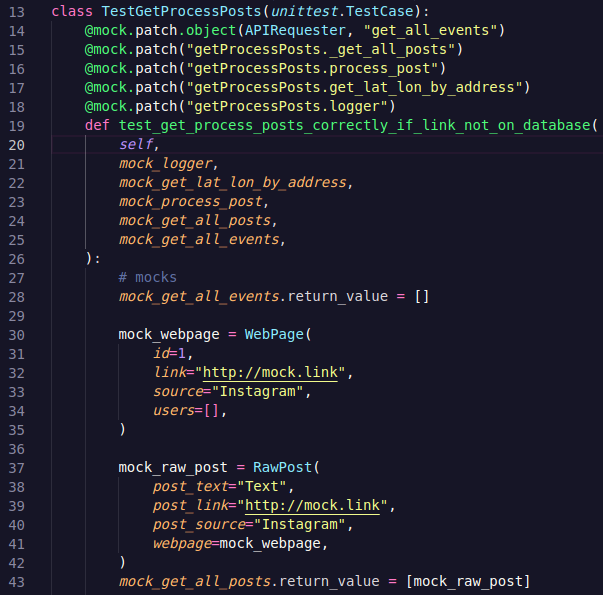 13 class TestGetProcessPosts(unittest.TestCase):
14     @mock.patch.object(APIRequester, "get_all_events")
15     @mock.patch("getProcessPosts._get_all_posts")
16     @mock.patch("getProcessPosts.process_post")
17     @mock.patch("getProcessPosts.get_lat_lon_by_address")
18     @mock.patch("getProcessPosts.logger")
19     def test_get_process_posts_correctly_if_link_not_on_database(
20         self,
21         mock_logger,
22         mock_get_lat_lon_by_address,
23         mock_process_post,
24         mock_get_all_posts,
25         mock_get_all_events,
26     ):
27         # mocks
28         mock_get_all_events.return_value = []
29
30         mock_webpage = WebPage(
31             id=1,
32             link="http://mock.link",
33             source="Instagram",
34             users=[],
35         )
36
37         mock_raw_post = RawPost(
38             post_text="Text",
39             post_link="http://mock.link",
40             post_source="Instagram",
41             webpage=mock_webpage,
42         )
43         mock_get_all_posts.return_value = [mock_raw_post]